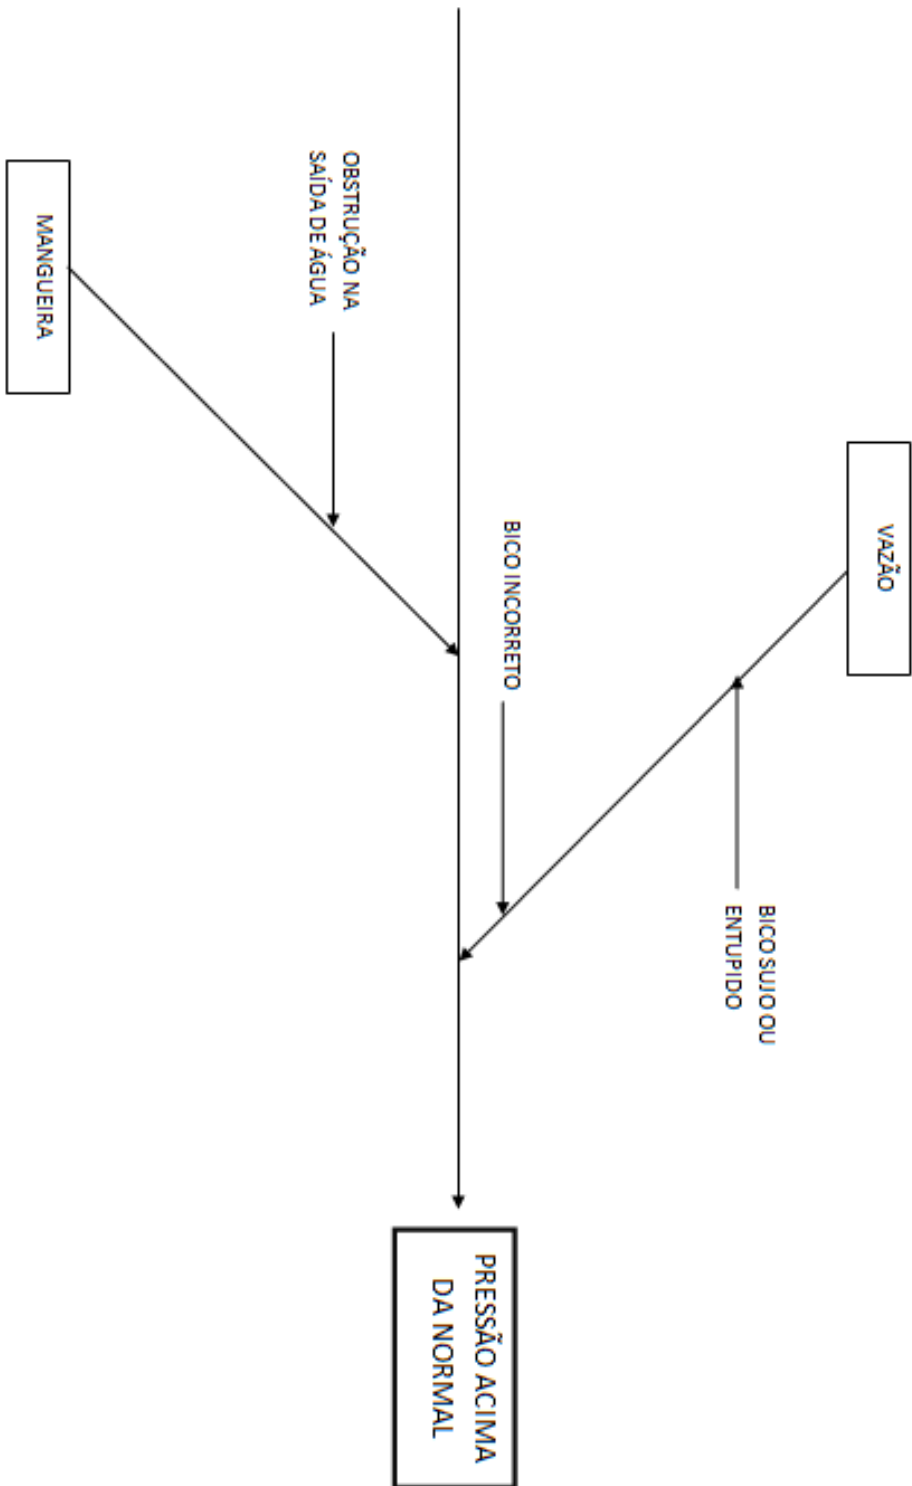 VAZÃO
BICO SUJO OU
ENTUPIDO
BICO INCORRETO
OBSTRUÇÃO NA
SAÍDA DE ÁGUA
MANGUEIRA
PRESSÃO ACIMA
DA NORMAL